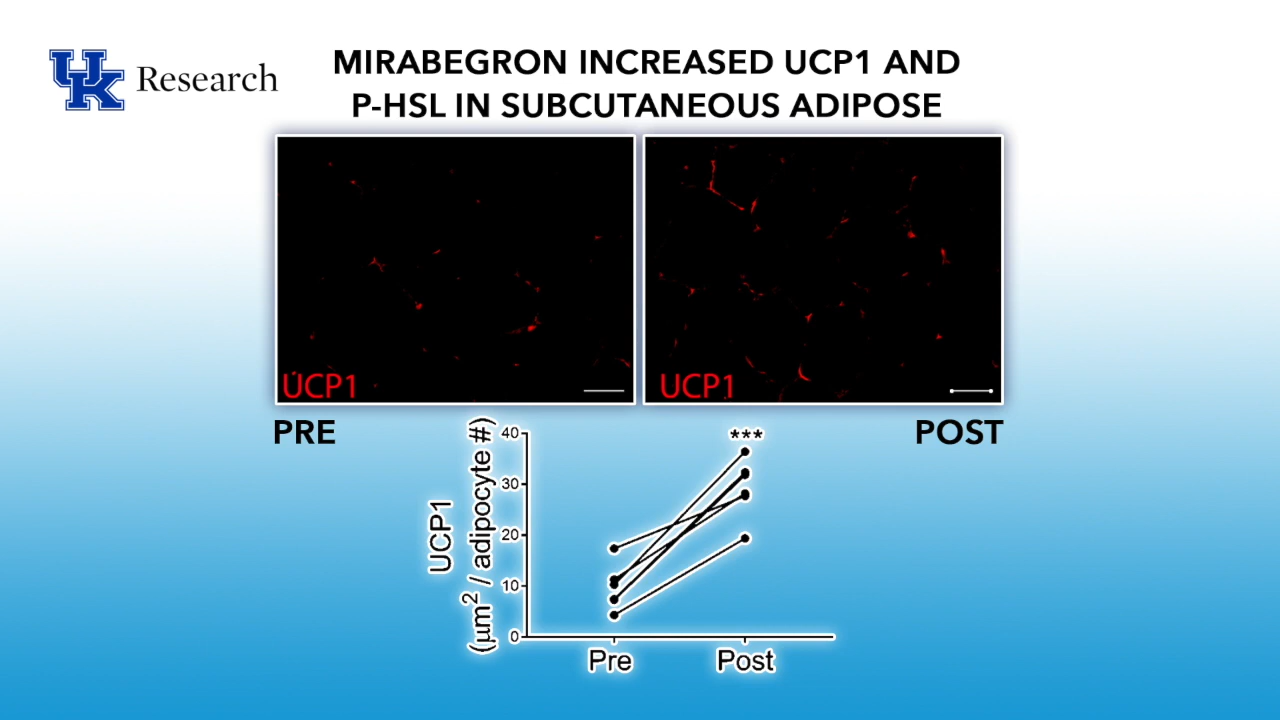 UK Research
MIRABEGRON INCREASED UCP1 AND
P-HSL IN SUBCUTANEOUS ADIPOSE
UCP1
UCP1
PRE
POST
UCP1
(µm² / adipocyte #)
40
30
20
10
0
***
Pre
Post